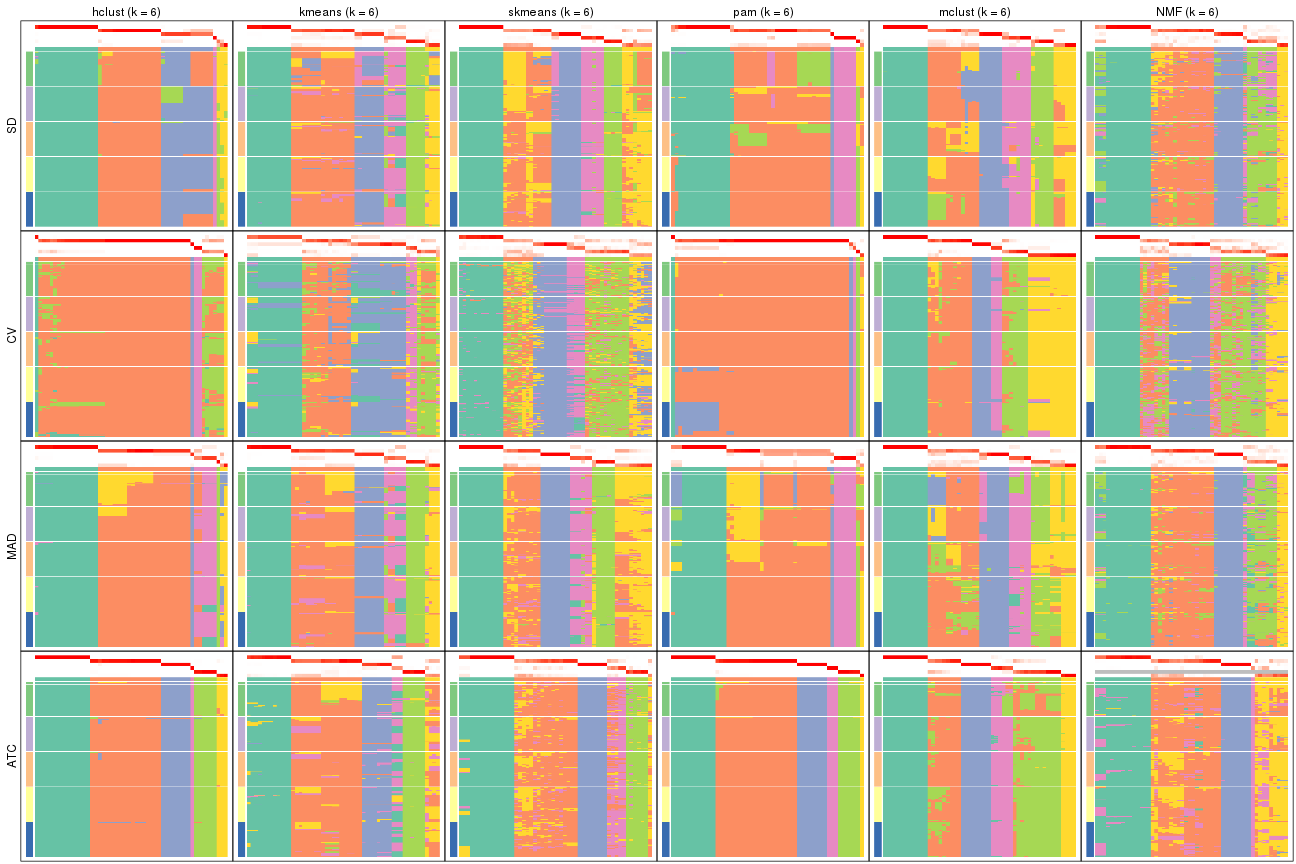 hclust (k = 6) kmeans (k = 6) skmeans (k = 6) pam (k = 6) mclust (k = 6) NMF (k = 6)
SD
CV
MAD
ATC